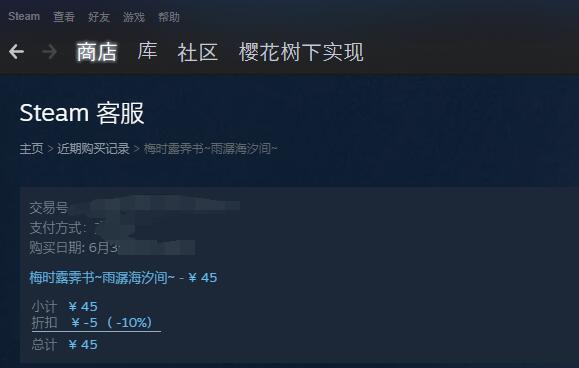 Steam 查看 好友 游戏 帮助
商店 库 社区 樱花树下实现
Steam 客服
主页 > 近期购买记录 > 梅时露霁书~雨潺海汐间~
交易号
支付方式:
购买日期: 6月3
梅时露霁书~雨潺海汐间~ - ¥ 45
小计 ¥ 45
折扣 ¥ -5 ( -10%)
总计 ¥ 45